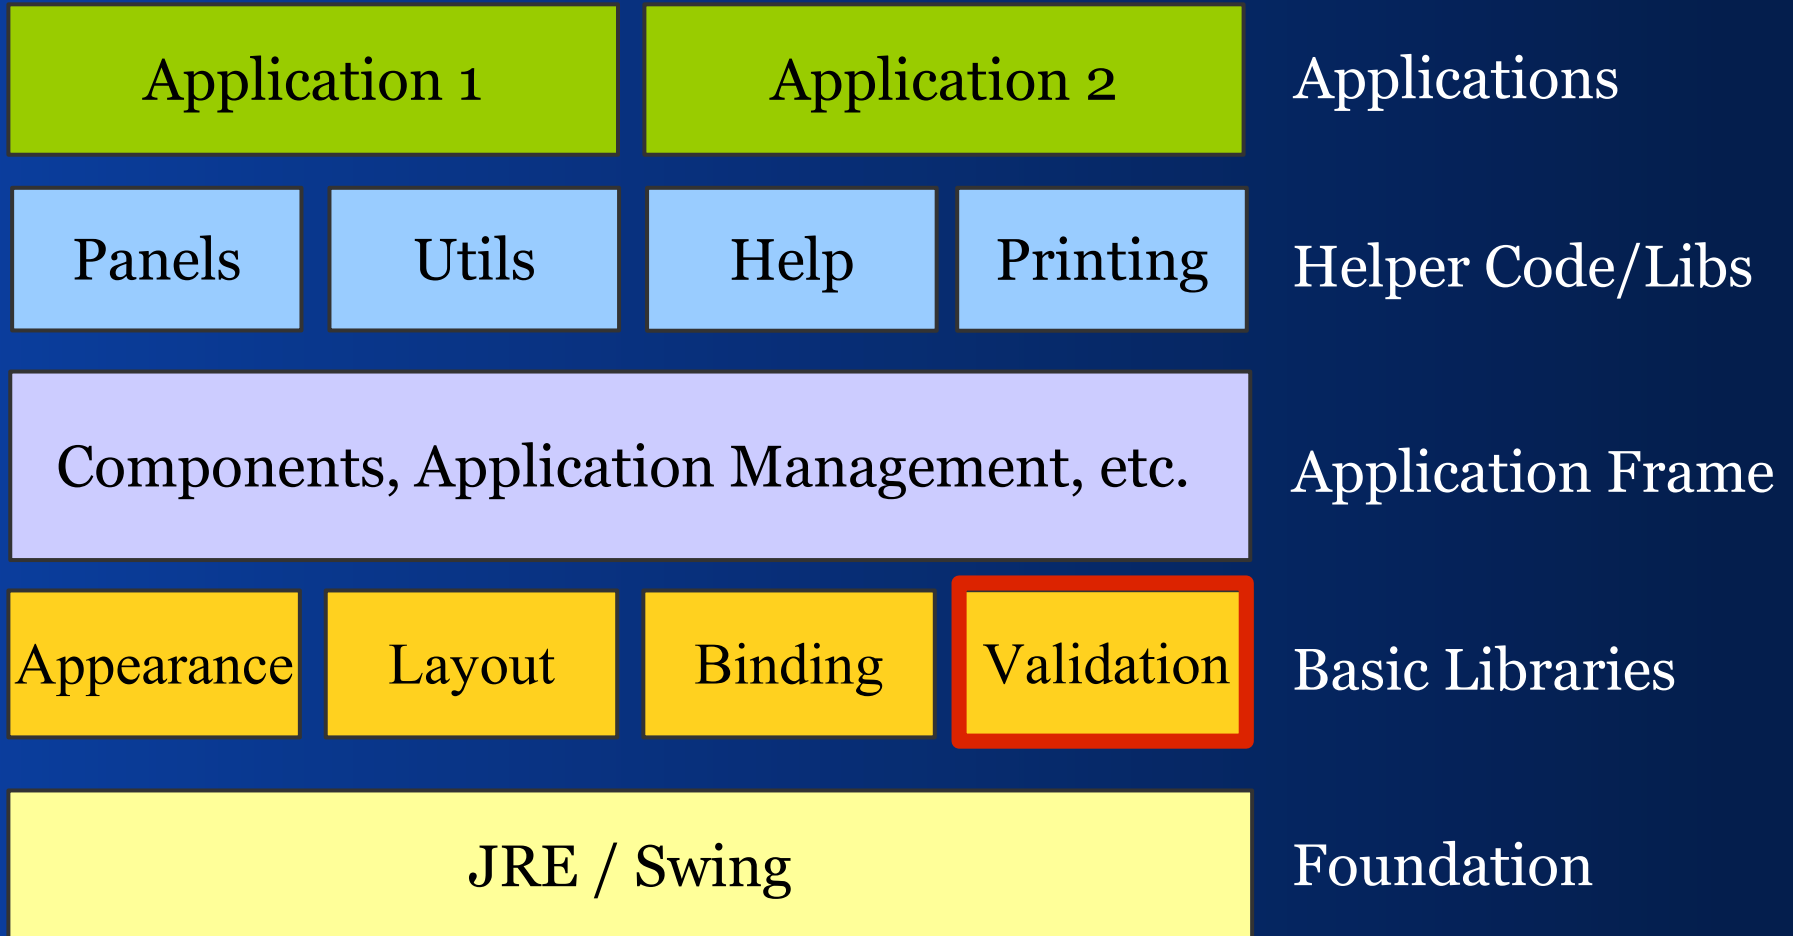 Application 1
Application 2
Applications
Panels
Utils
Help
Printing
Helper Code/Libs
Components, Application Management, etc.
Application Frame
Appearance
Layout
Binding
Validation
Basic Libraries
JRE / Swing
Foundation